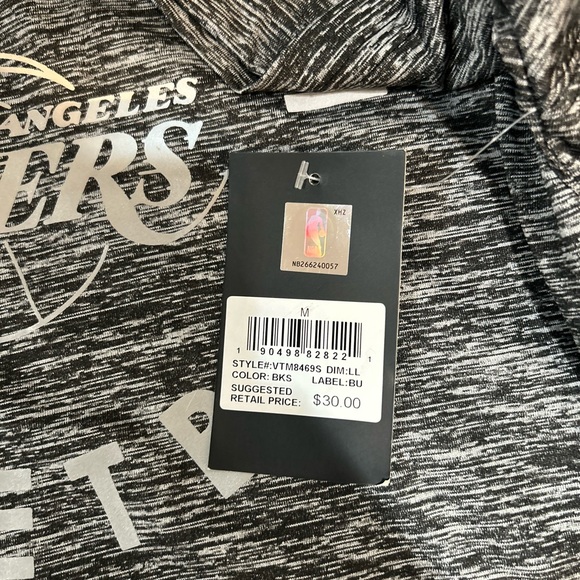 ANGELES
ERS
XHZ
NB266240057
M
1 90498 82822 1
STYLE#:VTM8469S DIM:LL
COLOR: BKS LABEL:BU
SUGGESTED
RETAIL PRICE: $30.00
ETB